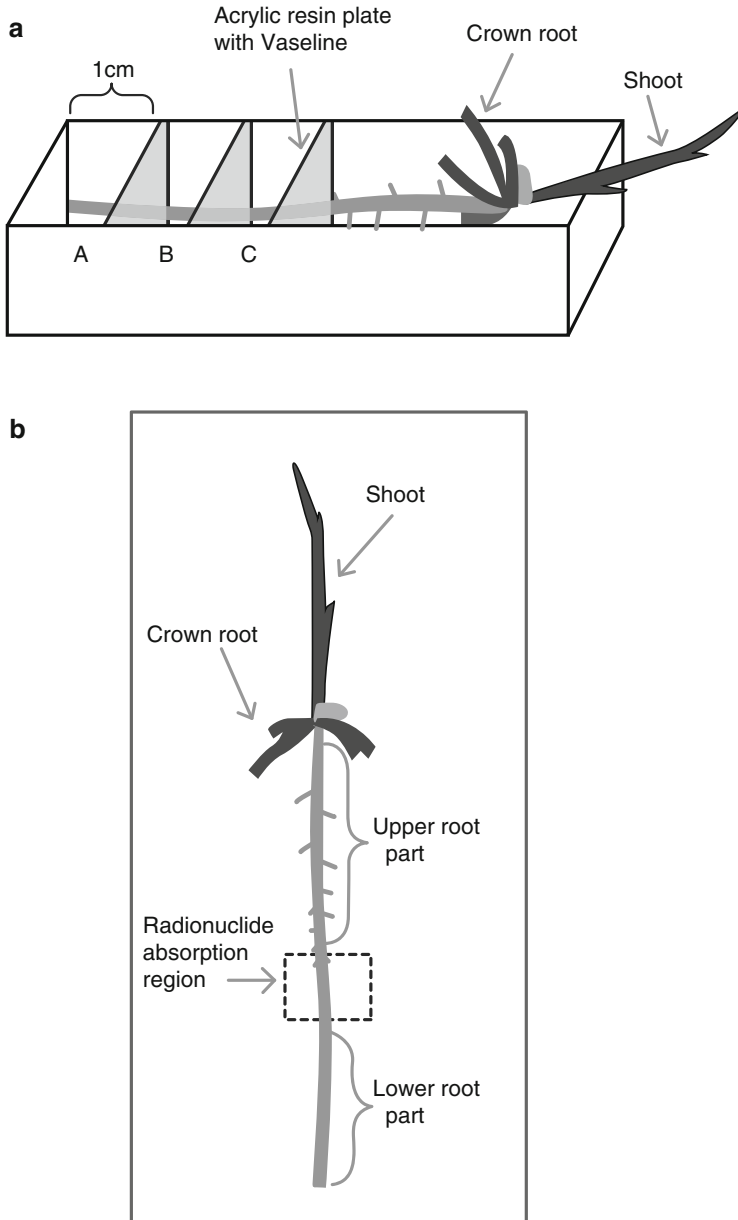 a
Acrylic resin plate
with Vaseline
Crown root
Shoot
1cm
A
B
C
b
Shoot
Crown root
Upper root
part
Radionuclide
absorption
region
Lower root
part